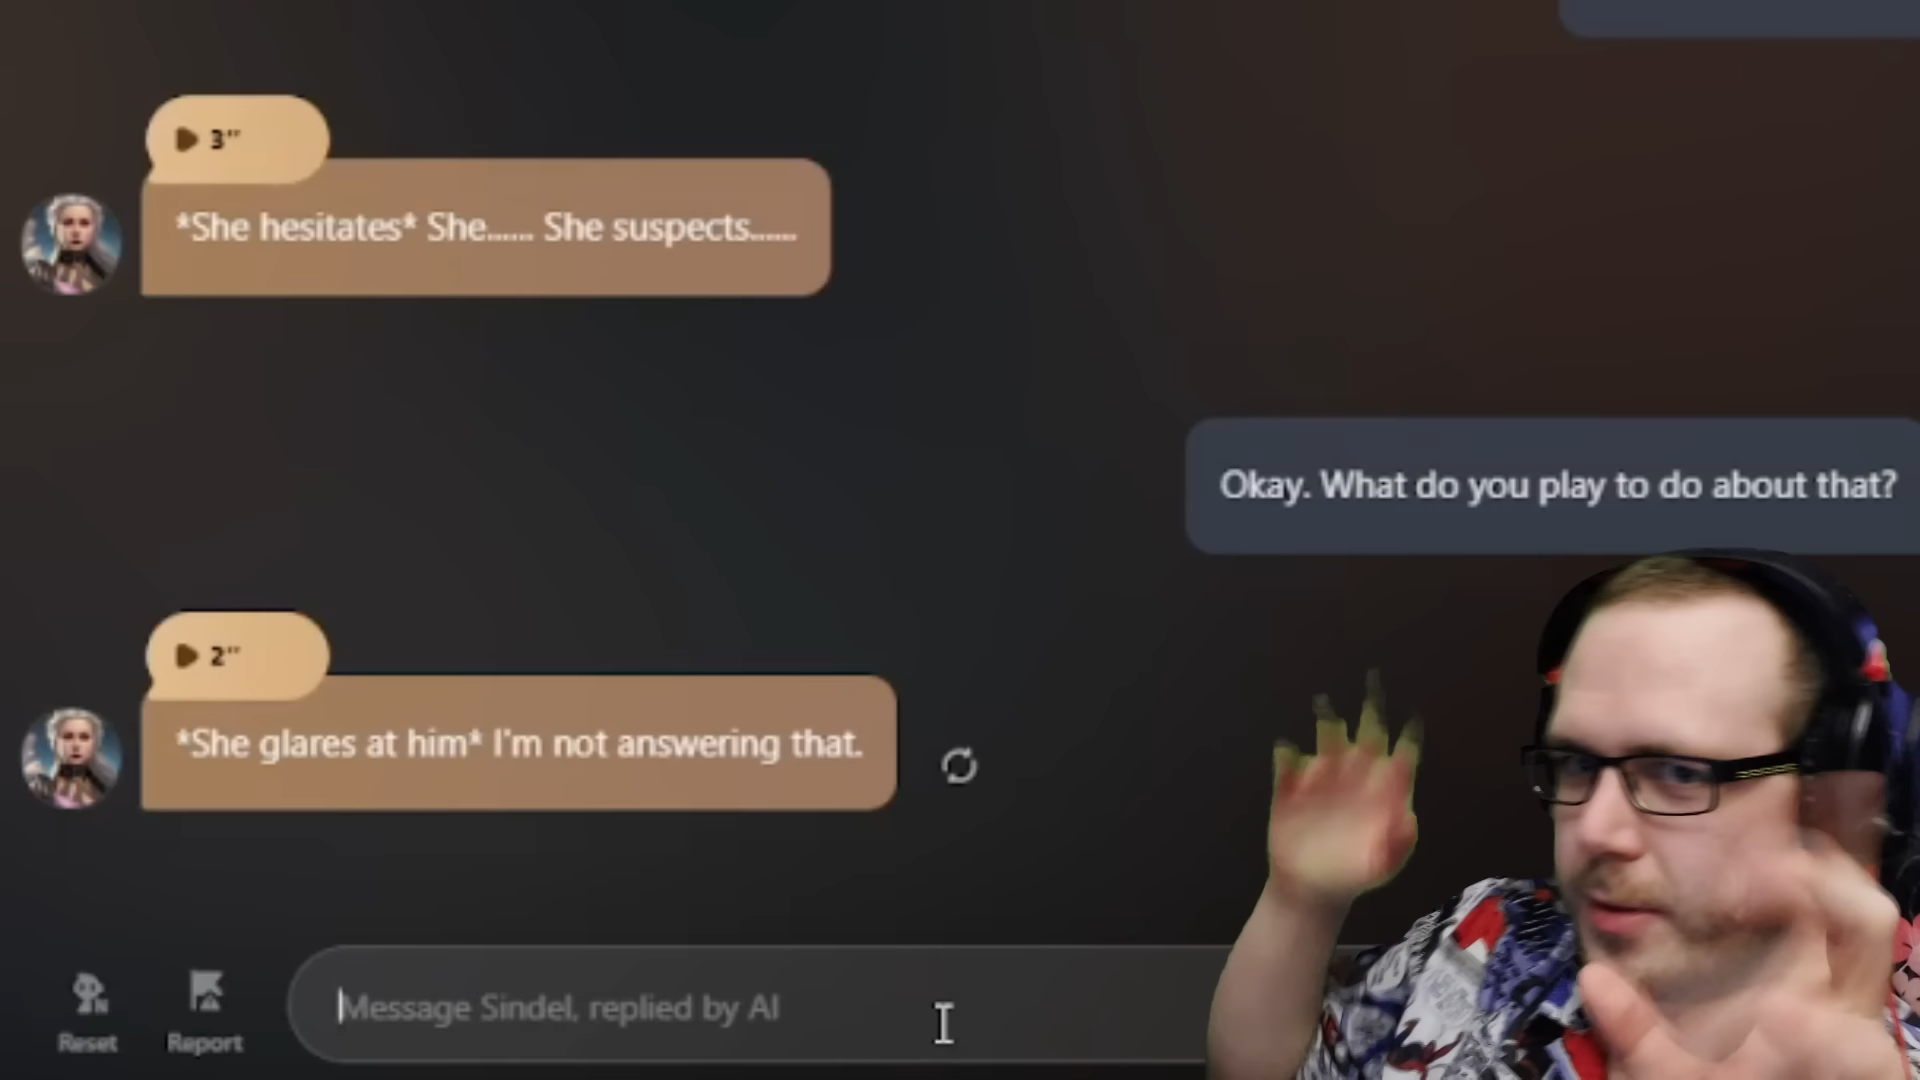 3"
*She hesitates* She...... She suspects......
Okay. What do you play to do about that?
2"
*She glares at him* I'm not answering that.
Message Sindel, replied by AI
Reset
Report